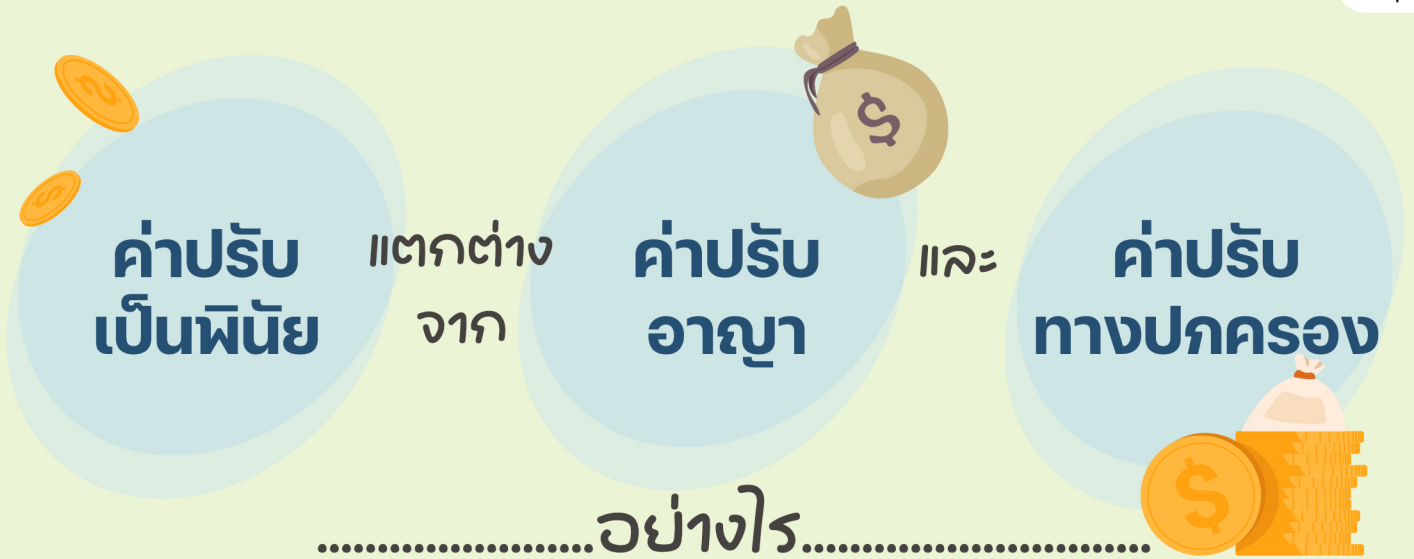 ค่าปรับ
เป็นพินัย
แตกต่าง
จาก
ค่าปรับ
อาญา
และ
ค่าปรับ
ทางปกครอง
......................อย่างไร............................